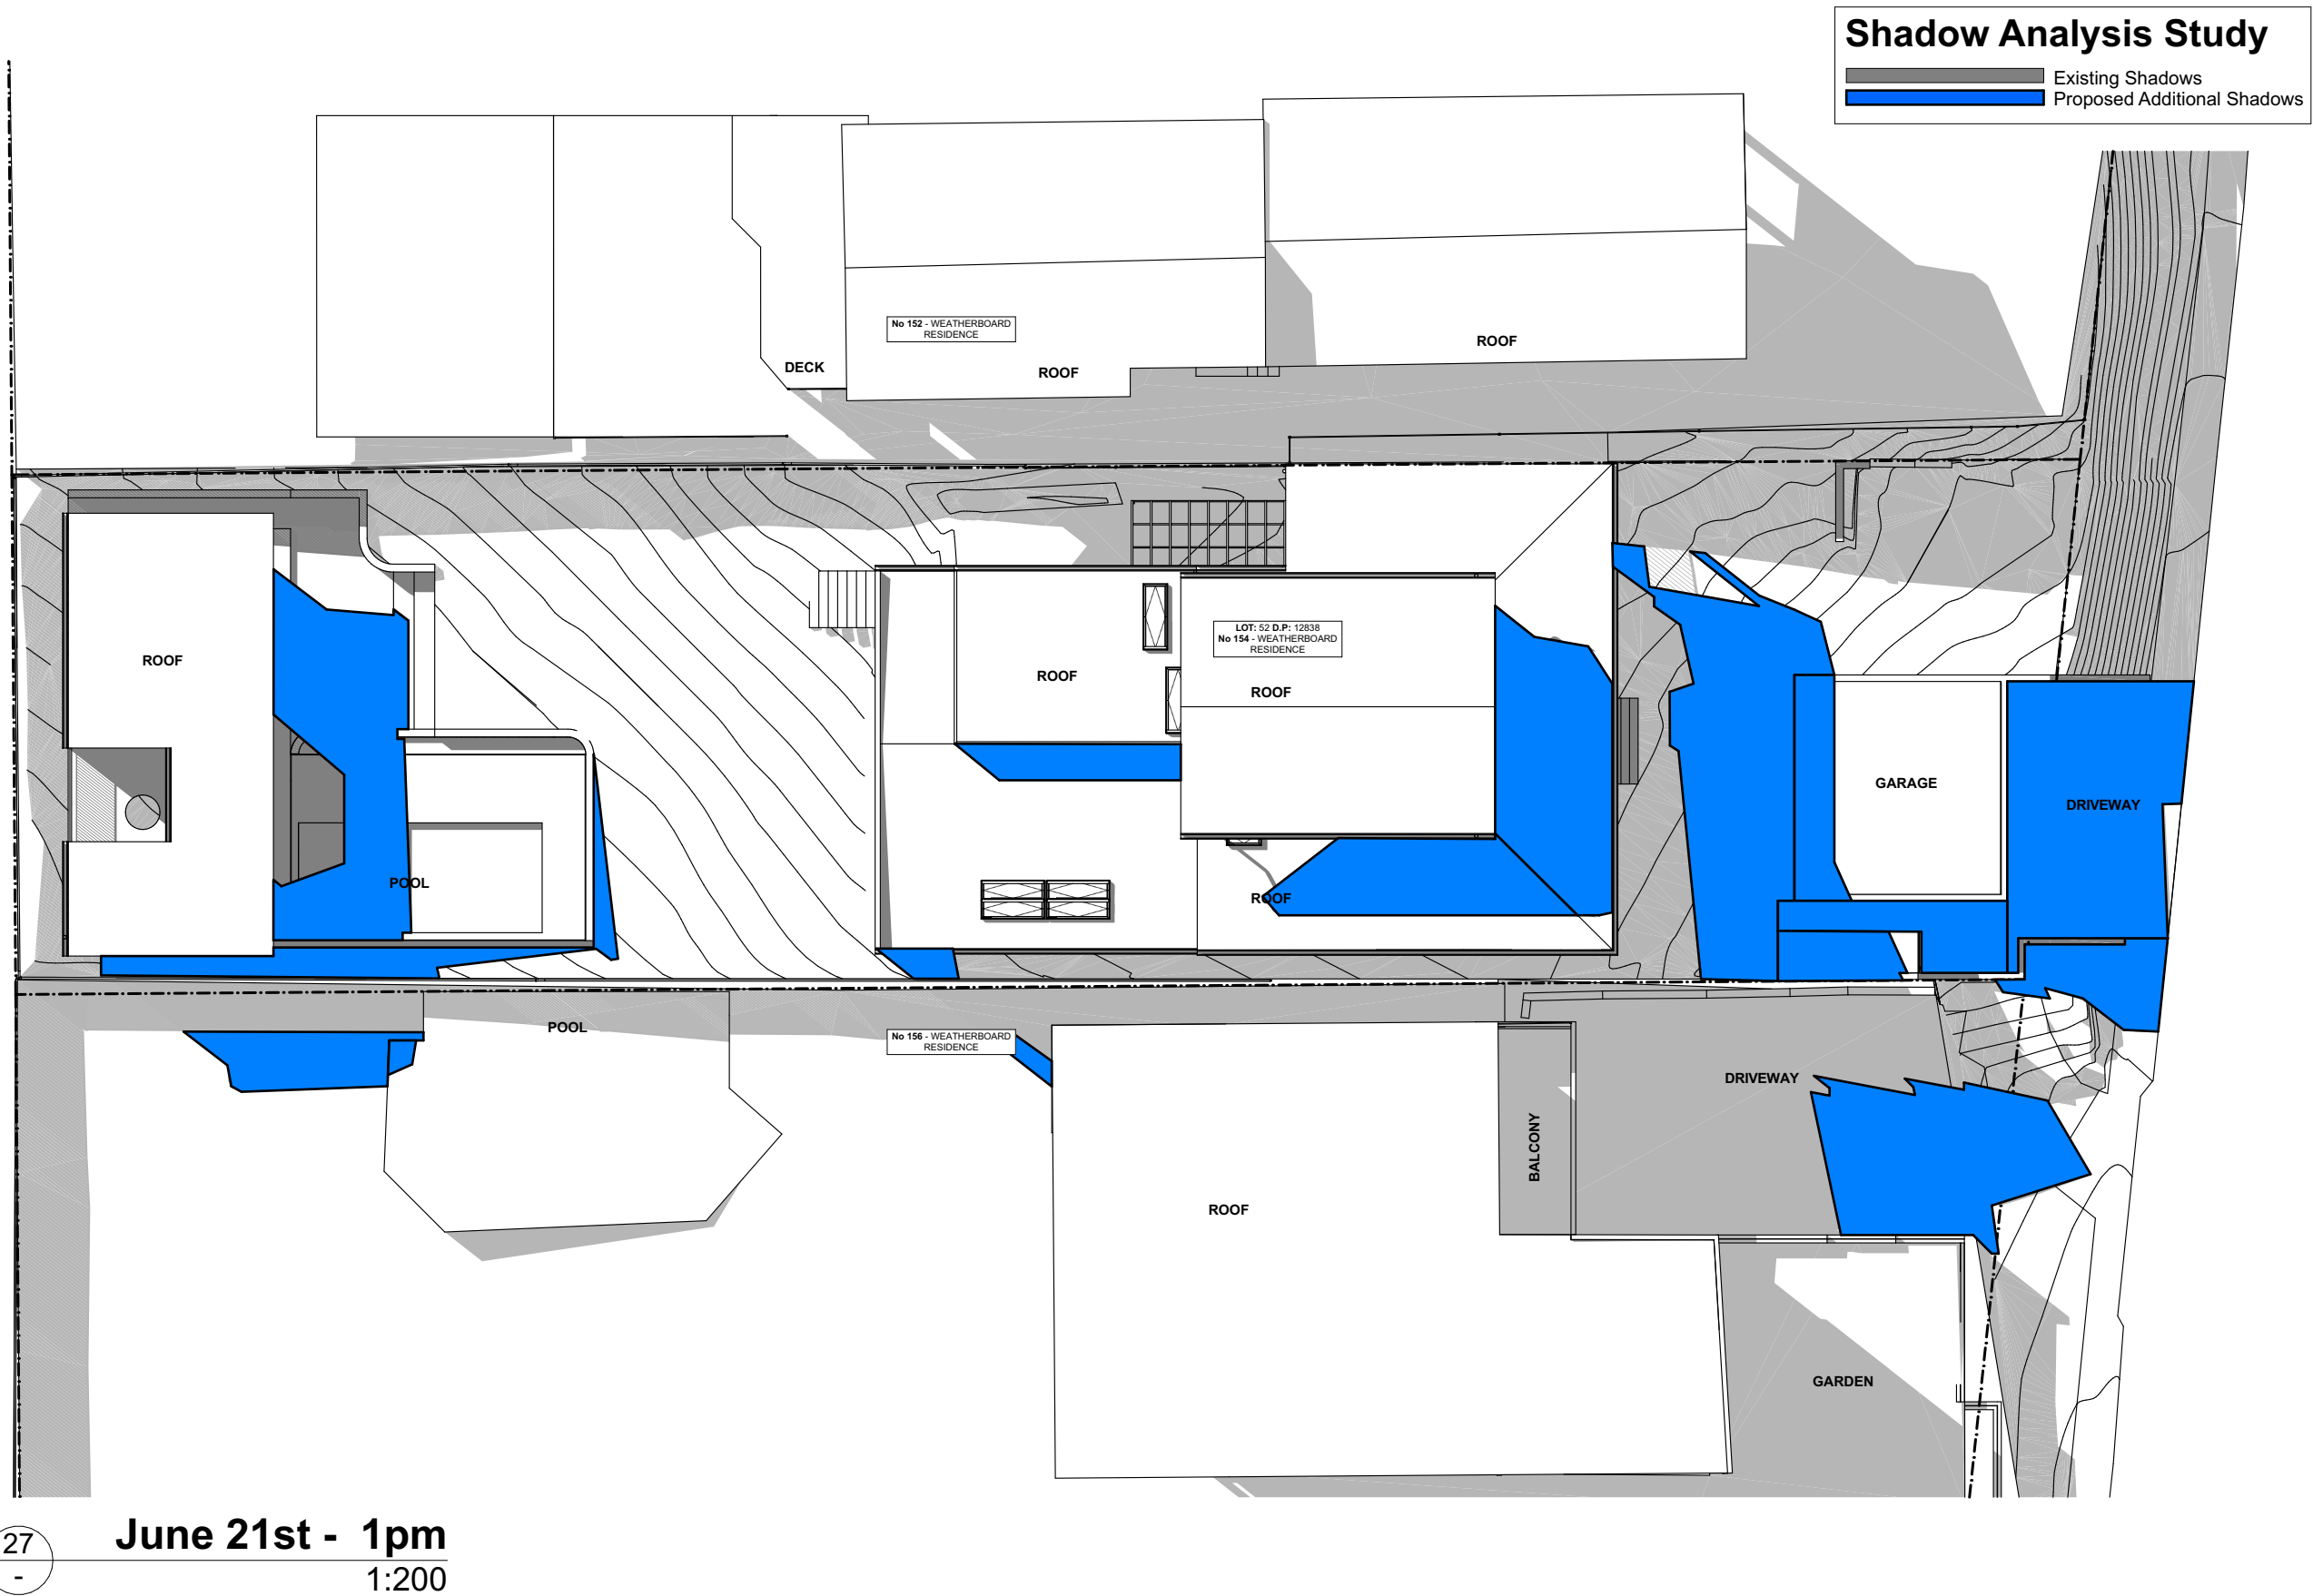 Shadow Analysis Study
Existing Shadows
Proposed Additional Shadows
No 152 - WEATHERBOARD
RESIDENCE
ROOF
DECK
ROOF
LOT: 52 D.P: 12838
No 154 - WEATHERBOARD
RESIDENCE
ROOF
ROOF
ROOF
GARAGE
DRIVEWAY
POOL
ROOF
POOL
No 156 - WEATHERBOARD
RESIDENCE
DRIVEWAY
BALCONY
ROOF
GARDEN
27
-
June 21st - 1pm
1:200